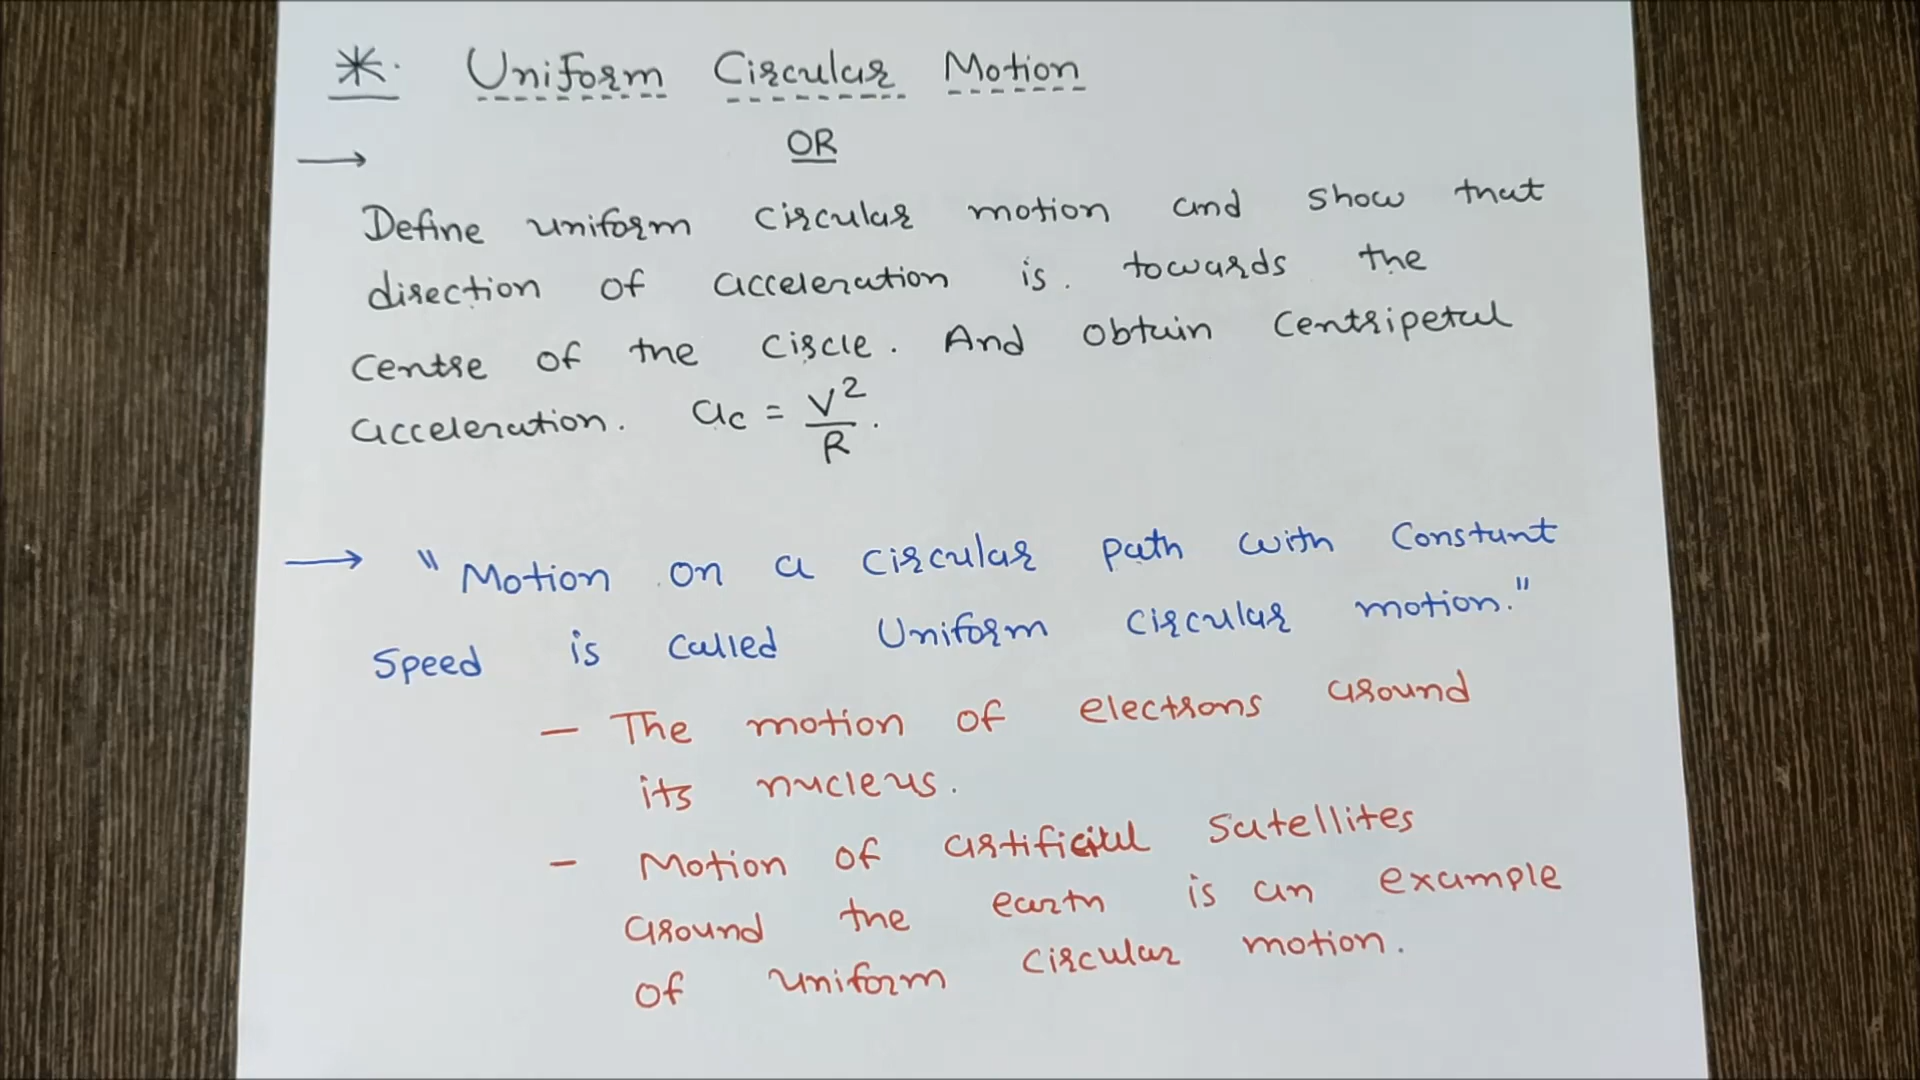 * Uniform Circular Motion
OR
→
Define uniform circular motion and show that
direction of acceleration is towards the
centre of the circle. And obtain centripetal
acceleration. ac = V²/R.
→ "Motion on a circular path with constant
speed is called Uniform circular motion."
— The motion of electrons around
its nucleus.
— Motion of artificial satellites
around the earth is an example
of uniform circular motion.